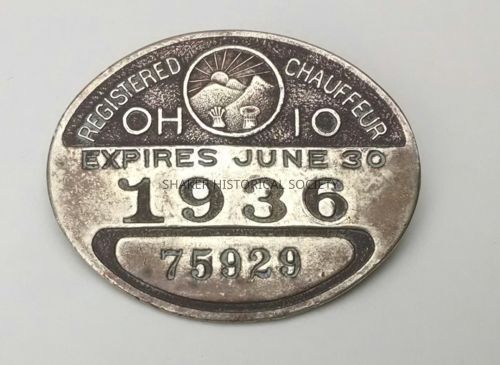 REGISTERED CHAUFFEUR
OHIO
EXPIRES JUNE 30
1936
SHAKER HISTORICAL SOCIETY
75929